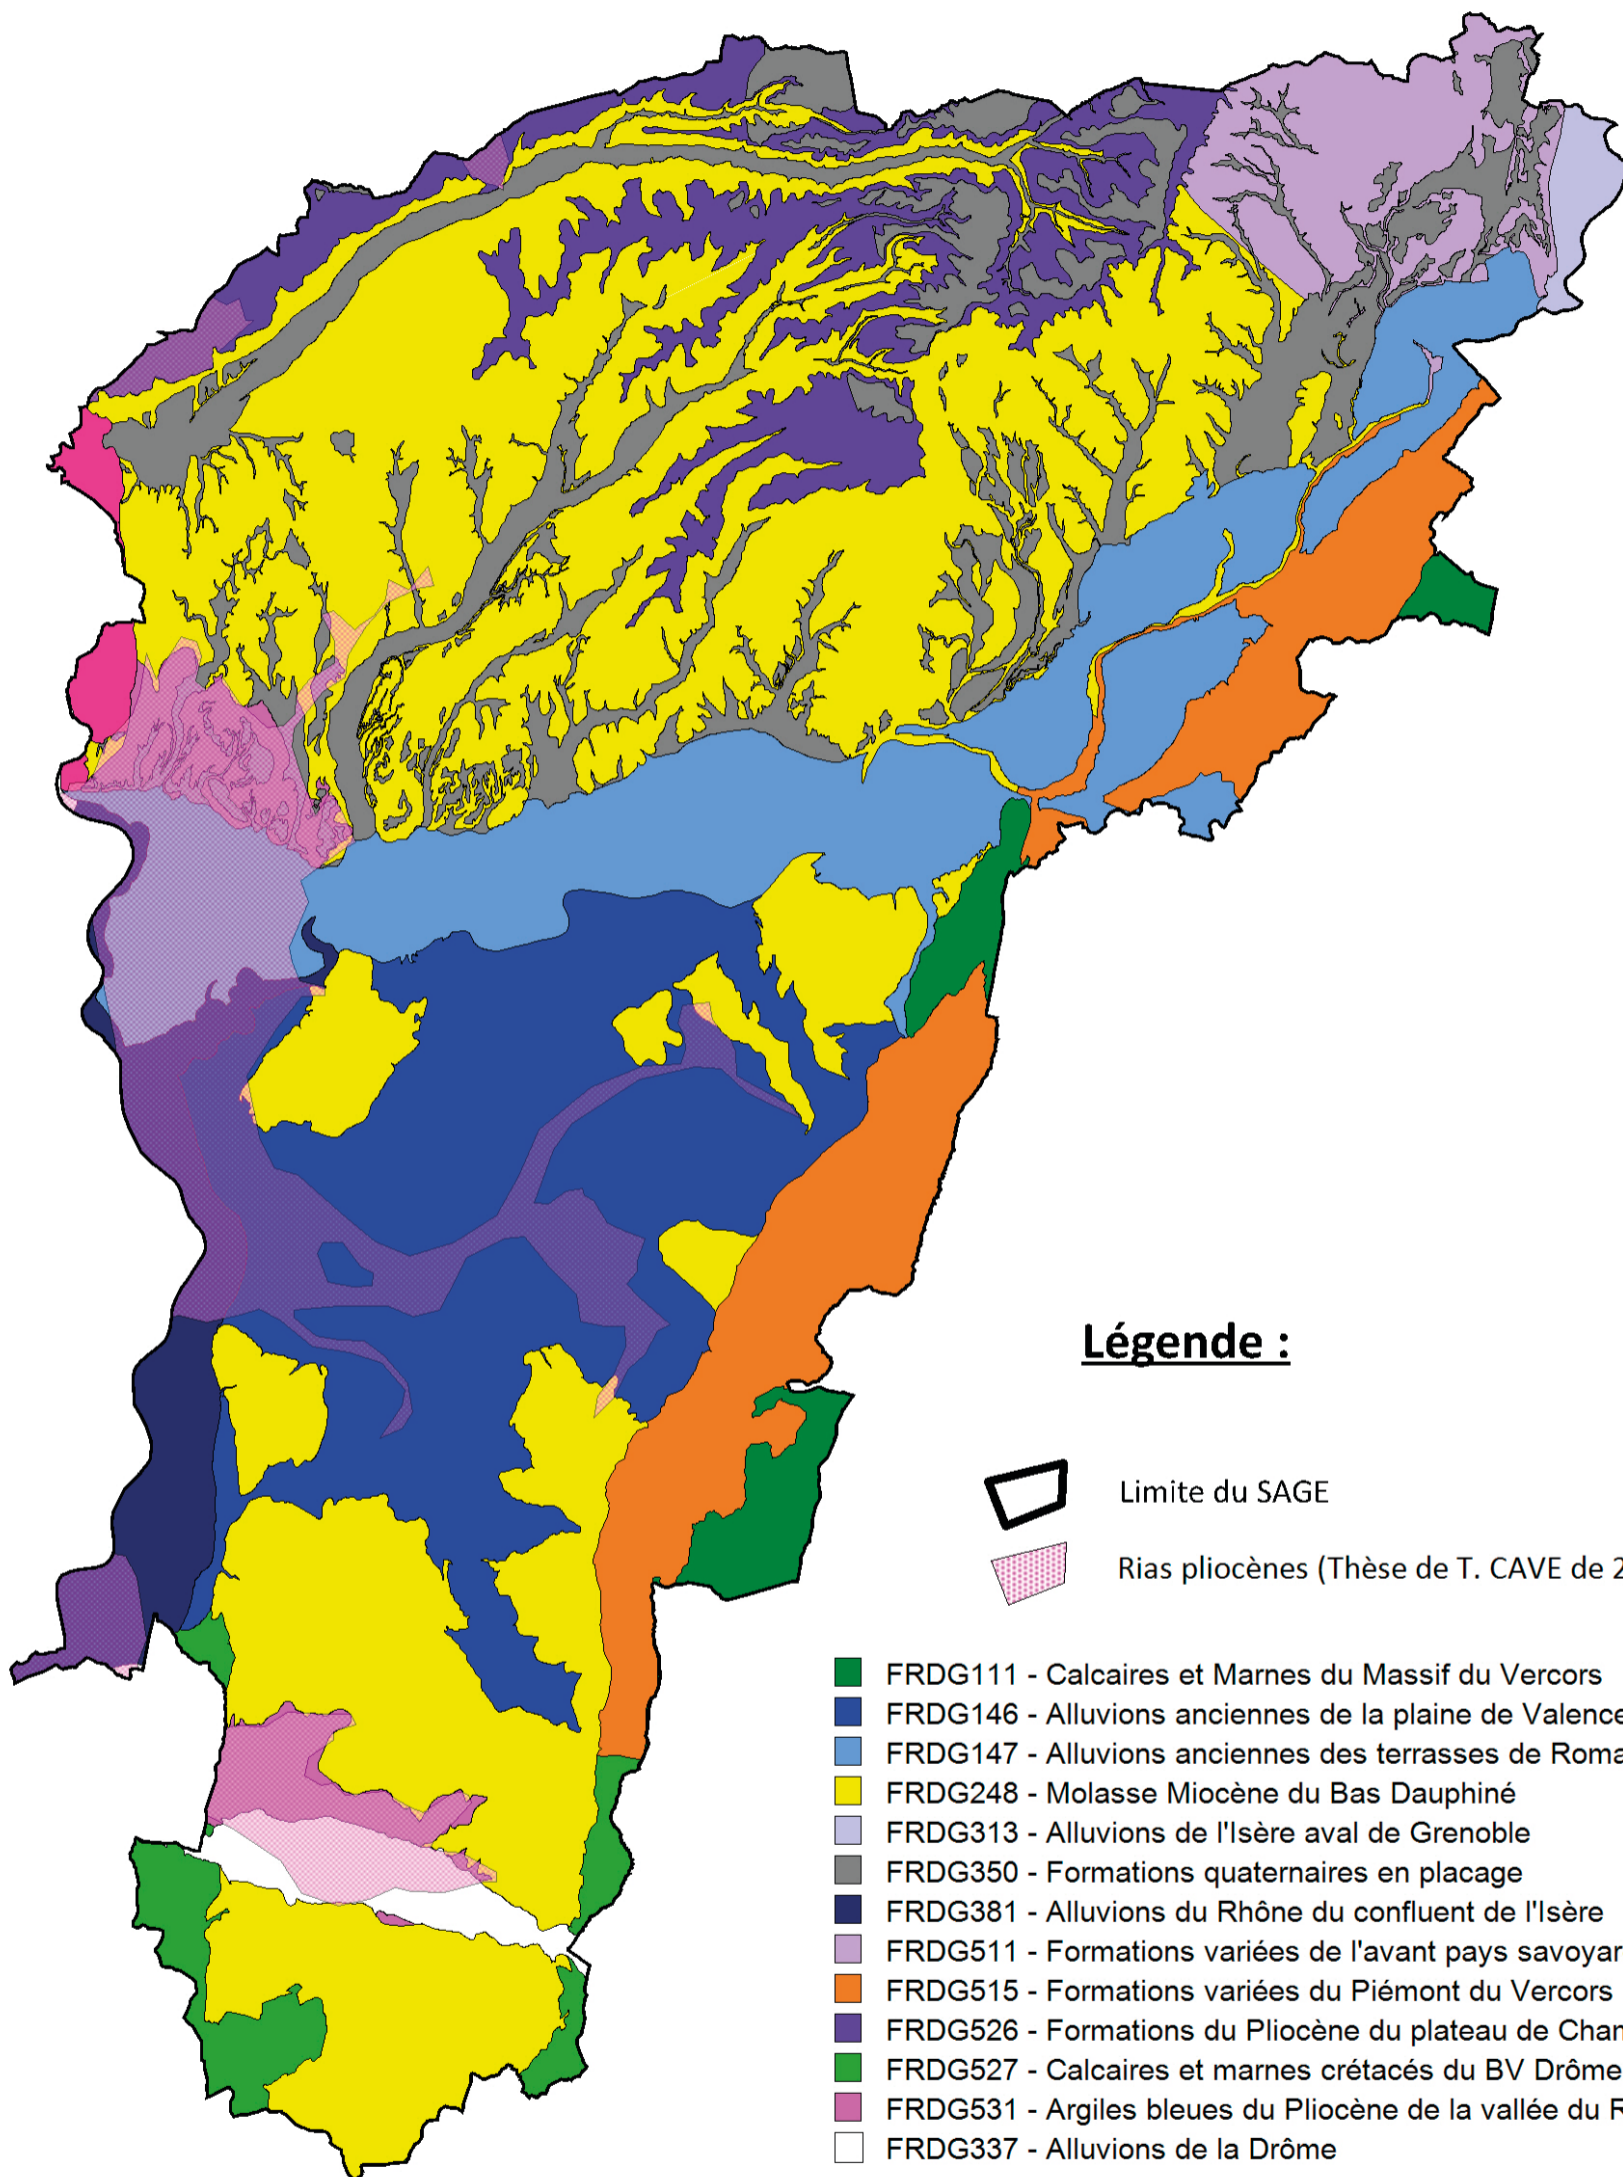 Légende :
Limite du SAGE
Rias pliocènes (Thèse de T. CAVE de 2
FRDG111 - Calcaires et Marnes du Massif du Vercors
FRDG146 - Alluvions anciennes de la plaine de Valence
FRDG147 - Alluvions anciennes des terrasses de Roma
FRDG248 - Molasse Miocène du Bas Dauphiné
FRDG313 - Alluvions de l'Isère aval de Grenoble
FRDG350 - Formations quaternaires en placage
FRDG381 - Alluvions du Rhône du confluent de l'Isère
FRDG511 - Formations variées de l'avant pays savoyar
FRDG515 - Formations variées du Piémont du Vercors
FRDG526 - Formations du Pliocène du plateau de Cham
FRDG527 - Calcaires et marnes crétacés du BV Drôme
FRDG531 - Argiles bleues du Pliocène de la vallée du R
FRDG337 - Alluvions de la Drôme